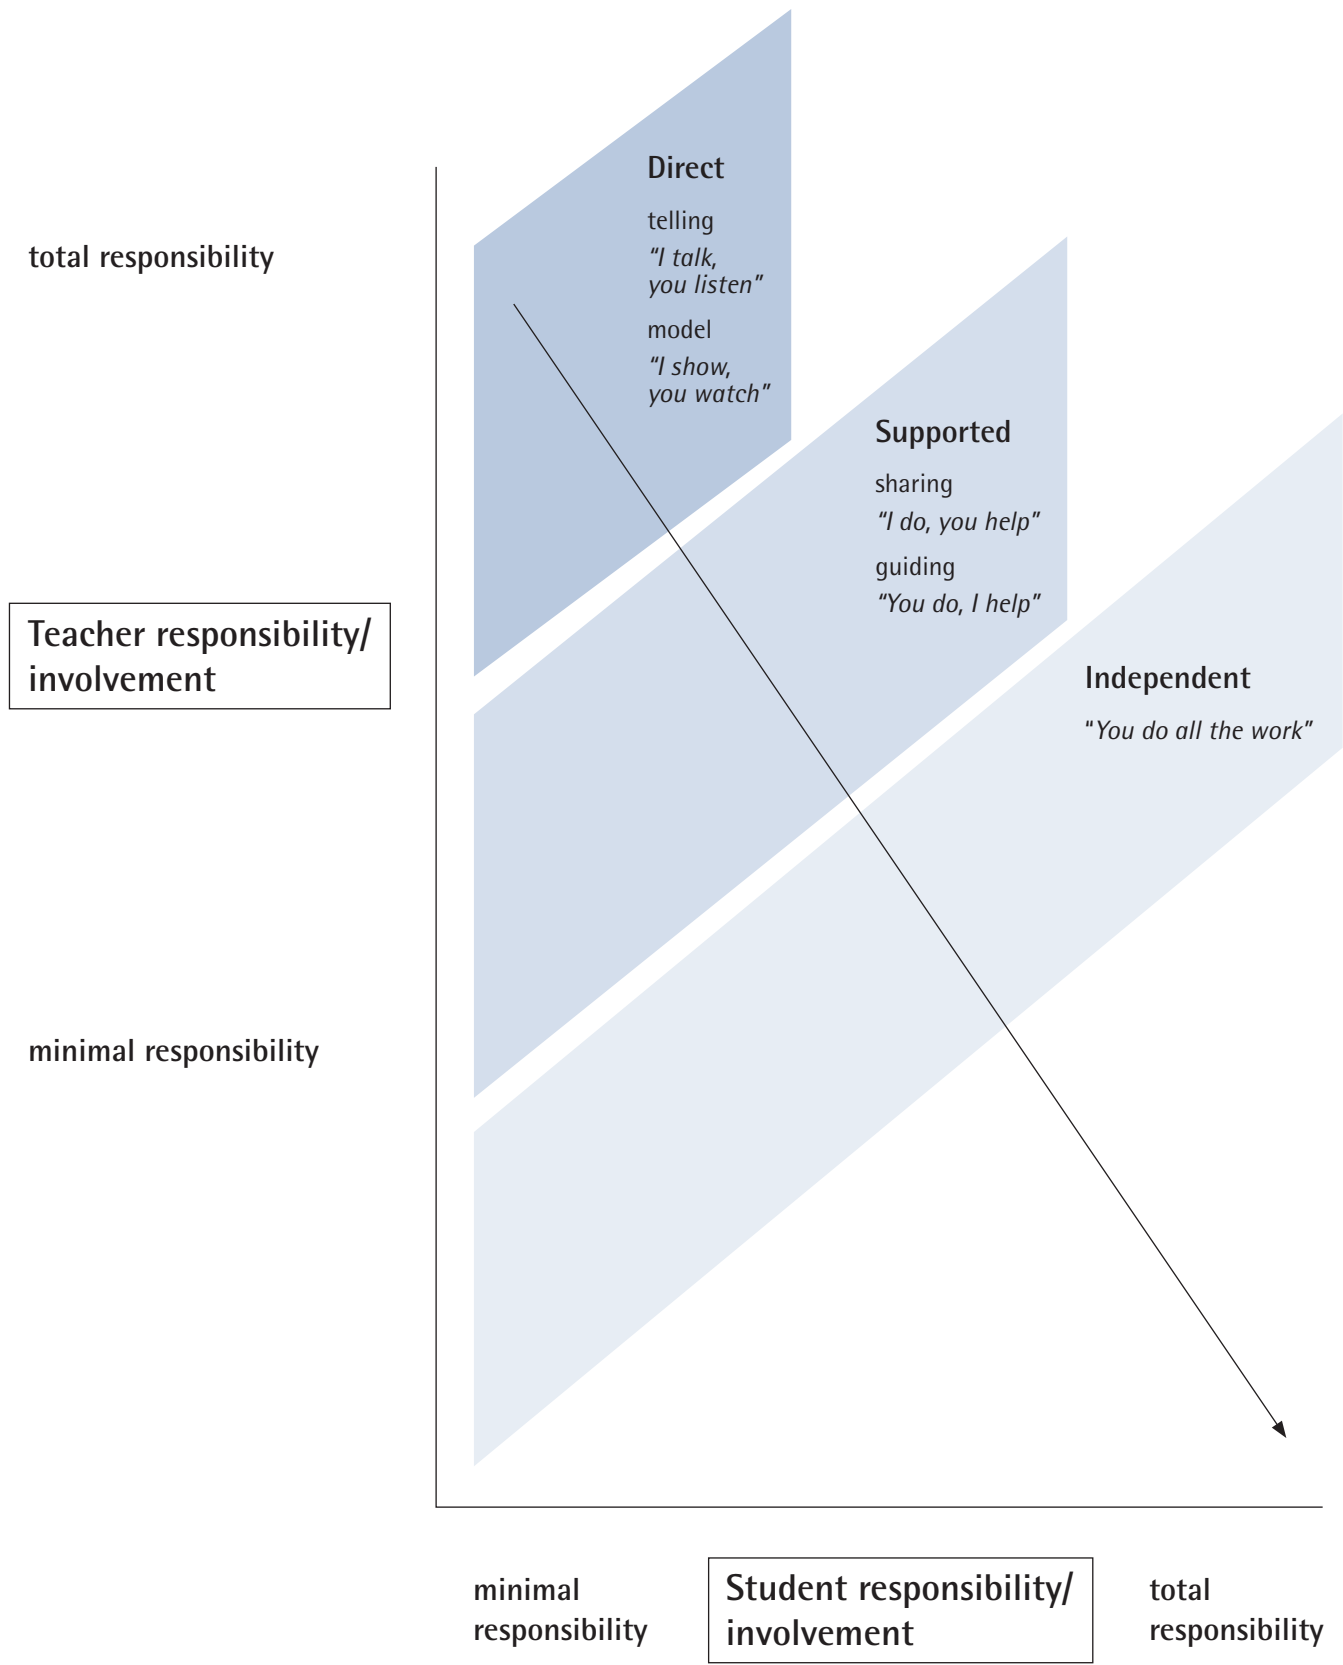 Direct
telling
"I talk,
you listen"
model
"I show,
you watch"
total responsibility
Supported
sharing
"I do, you help"
guiding
"You do, I help"
Teacher responsibility/
involvement
Independent
"You do all the work"
minimal responsibility
minimal
responsibility
Student responsibility/
involvement
total
responsibility